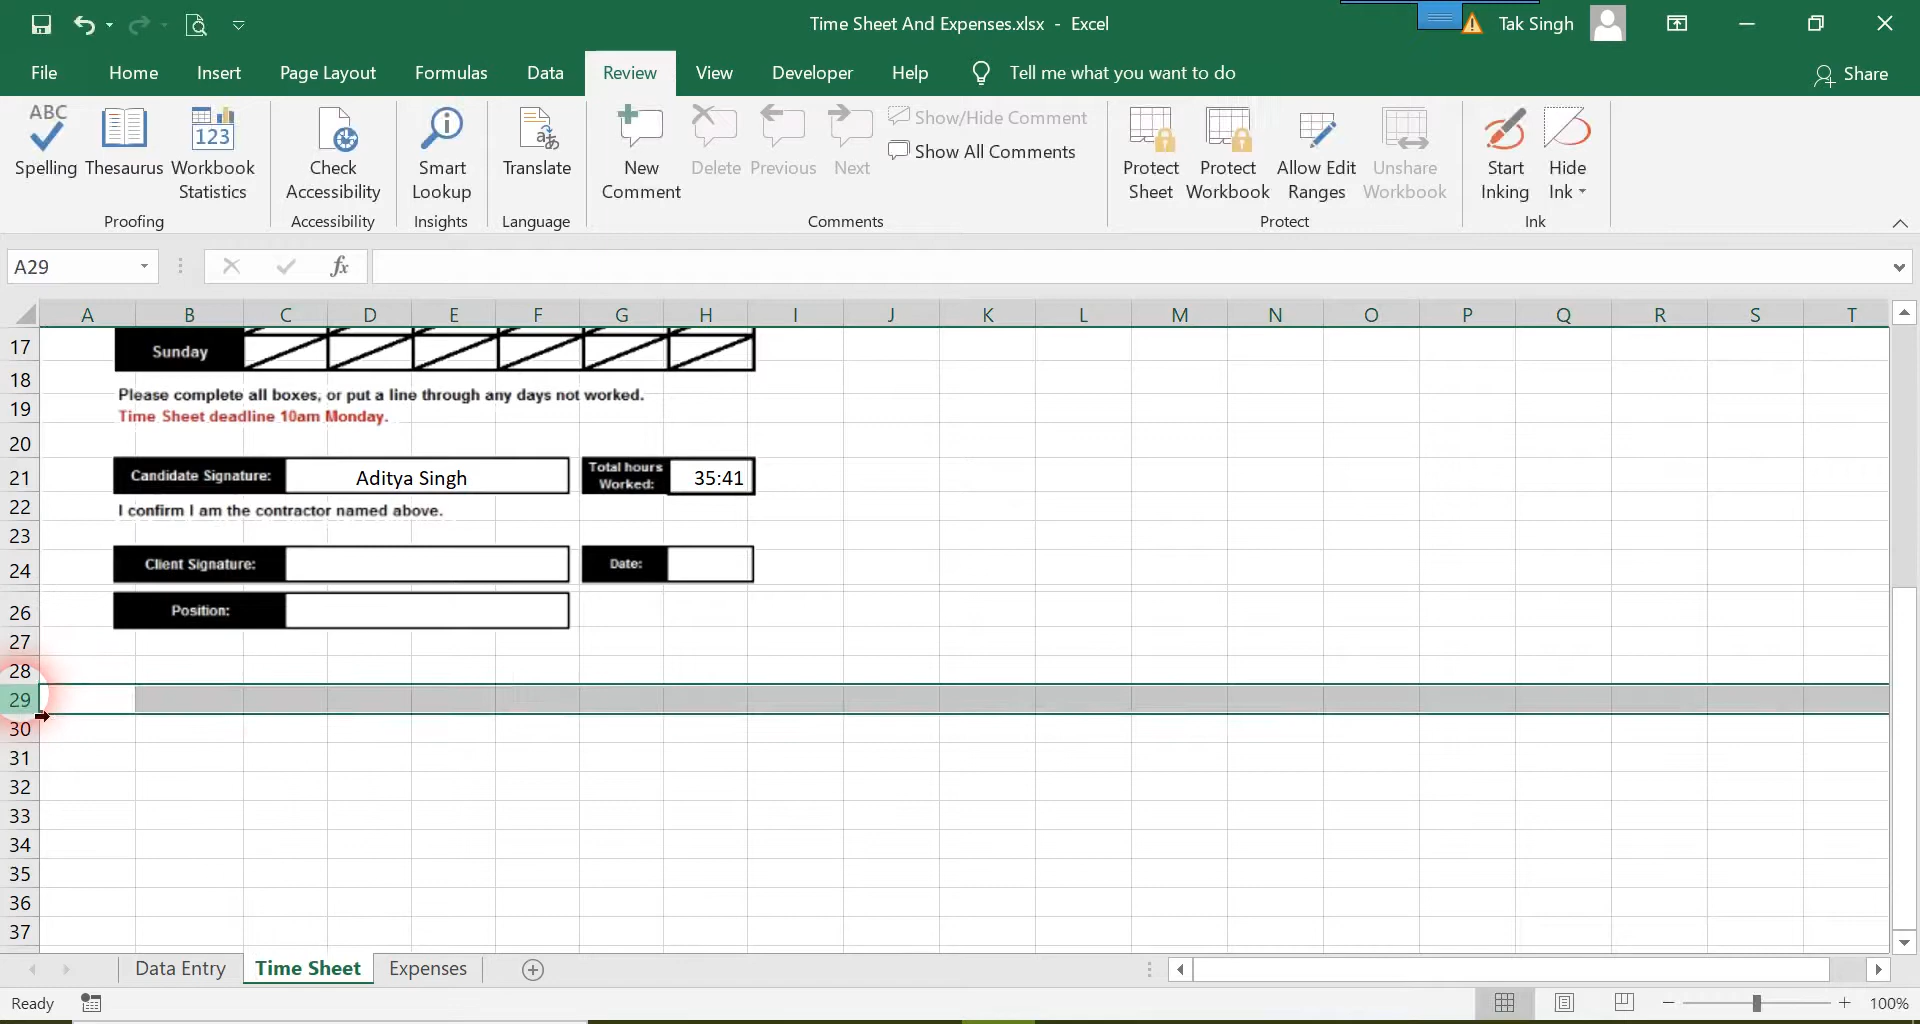 Time Sheet And Expenses.xlsx - Excel
Tak Singh
File Home Insert Page Layout Formulas Data Review View Developer Help Tell me what you want to do Share
ABC
Spelling
Thesaurus
123
Workbook
Statistics
Proofing
Check
Accessibility
Accessibility
Smart
Lookup
Insights
Translate
Language
New
Comment
Delete
Previous
Next
Show/Hide Comment
Show All Comments
Comments
Protect
Sheet
Protect
Workbook
Allow Edit
Ranges
Unshare
Workbook
Protect
Start
Inking
Hide
Ink
Ink
A29
fx
A B C D E F G H I J K L M N O P Q R S T
17 Sunday
18
Please complete all boxes, or put a line through any days not worked.
19
Time Sheet deadline 10am Monday.
20
21 Candidate Signature: Aditya Singh Total hours Worked: 35:41
22 I confirm I am the contractor named above.
23
24 Client Signature: Date:
26 Position:
27
28
29
30
31
32
33
34
35
36
37
Data Entry Time Sheet Expenses
Ready
100%